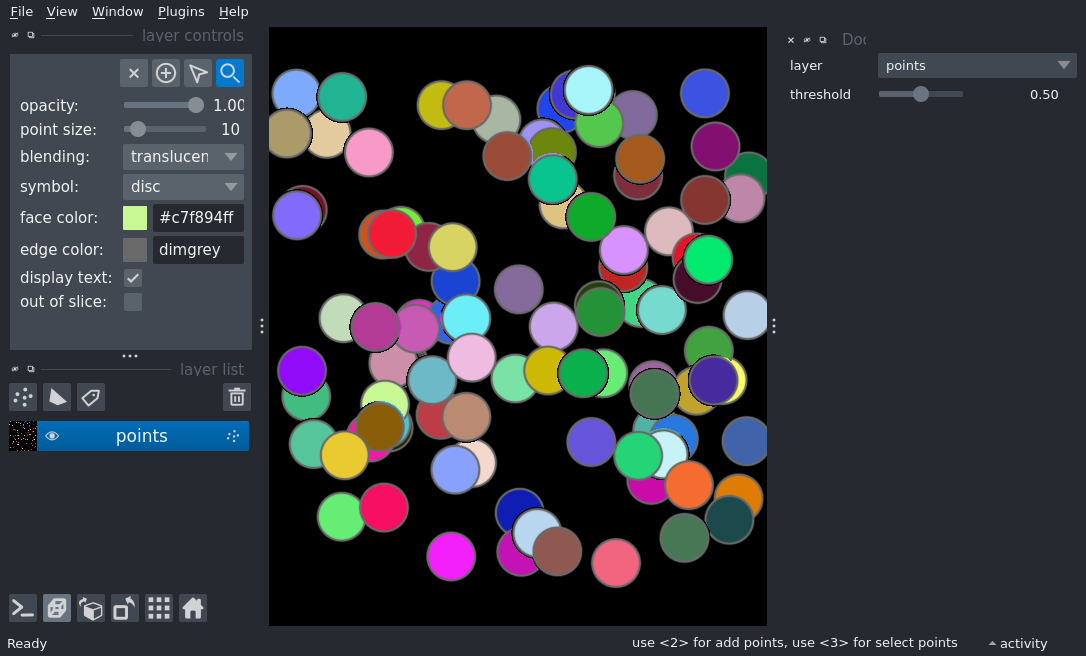 File View Window Plugins Help
layer controls
opacity: 1.00
point size: 10
blending: translucen
symbol: disc
face color: #c7f894ff
edge color: dimgrey
display text:
out of slice:
layer list
points
Doc
layer points
threshold 0.50
Ready
use <2> for add points, use <3> for select points
activity